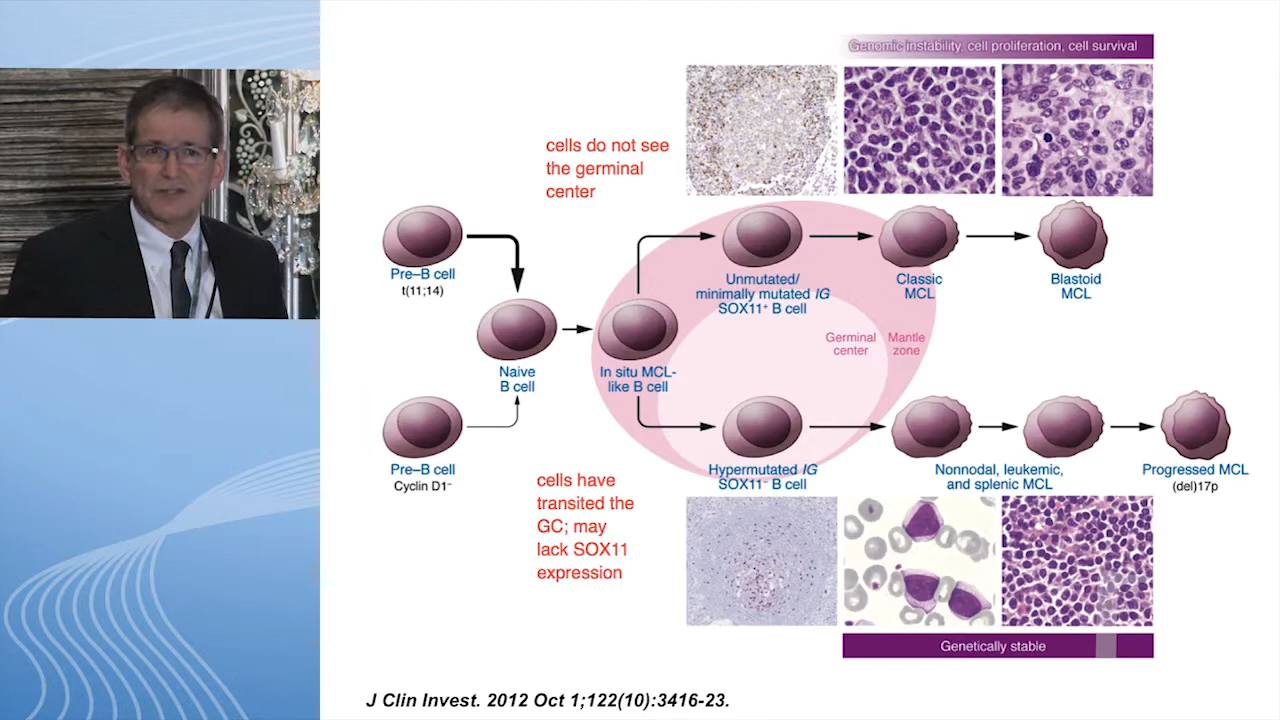 Genomic instability, cell proliferation, cell survival
cells do not see
the germinal
center
Pre–B cell
t(11;14)
Unmutated/
minimally mutated IG
SOX11⁺ B cell
Classic
MCL
Blastoid
MCL
Germinal
center
Mantle
zone
Naive
B cell
In situ MCL-
like B cell
Pre–B cell
Cyclin D1⁻
Hypermutated IG
SOX11⁻ B cell
Nonnodal, leukemic,
and splenic MCL
Progressed MCL
(del)17p
cells have
transited the
GC; may
lack SOX11
expression
Genetically stable
J Clin Invest. 2012 Oct 1;122(10):3416-23.